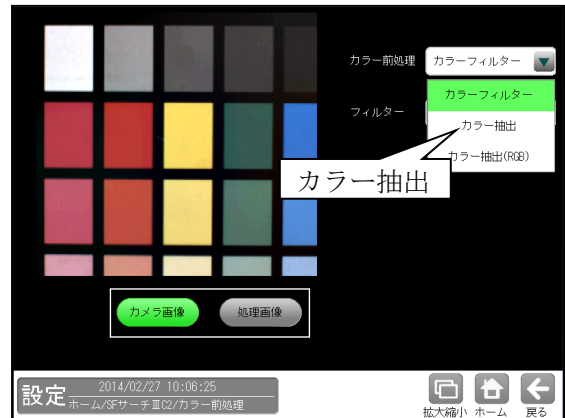 カラー前処理 カラーフィルター
カラーフィルター
フィルター
カラー抽出
カラー抽出(RGB)
カラー抽出
カメラ画像 処理画像
設定 2014/02/27 10:06:25
ホーム/SFサーチⅢC2/カラー前処理
拡大縮小 ホーム 戻る